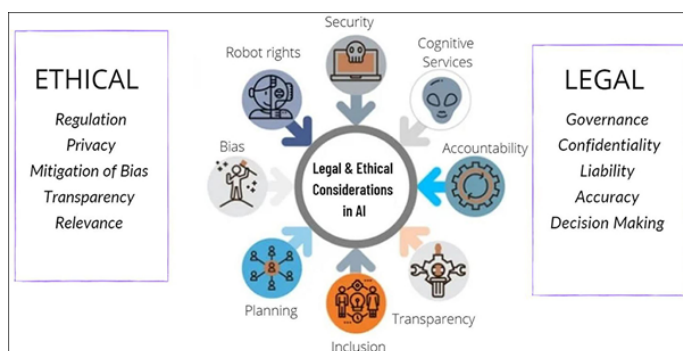 ETHICAL
Regulation
Privacy
Mitigation of Bias
Transparency
Relevance
Security
Robot rights
Cognitive
Services
Bias
Accountability
Legal & Ethical
Considerations
in AI
Planning
Transparency
Inclusion
LEGAL
Governance
Confidentiality
Liability
Accuracy
Decision Making